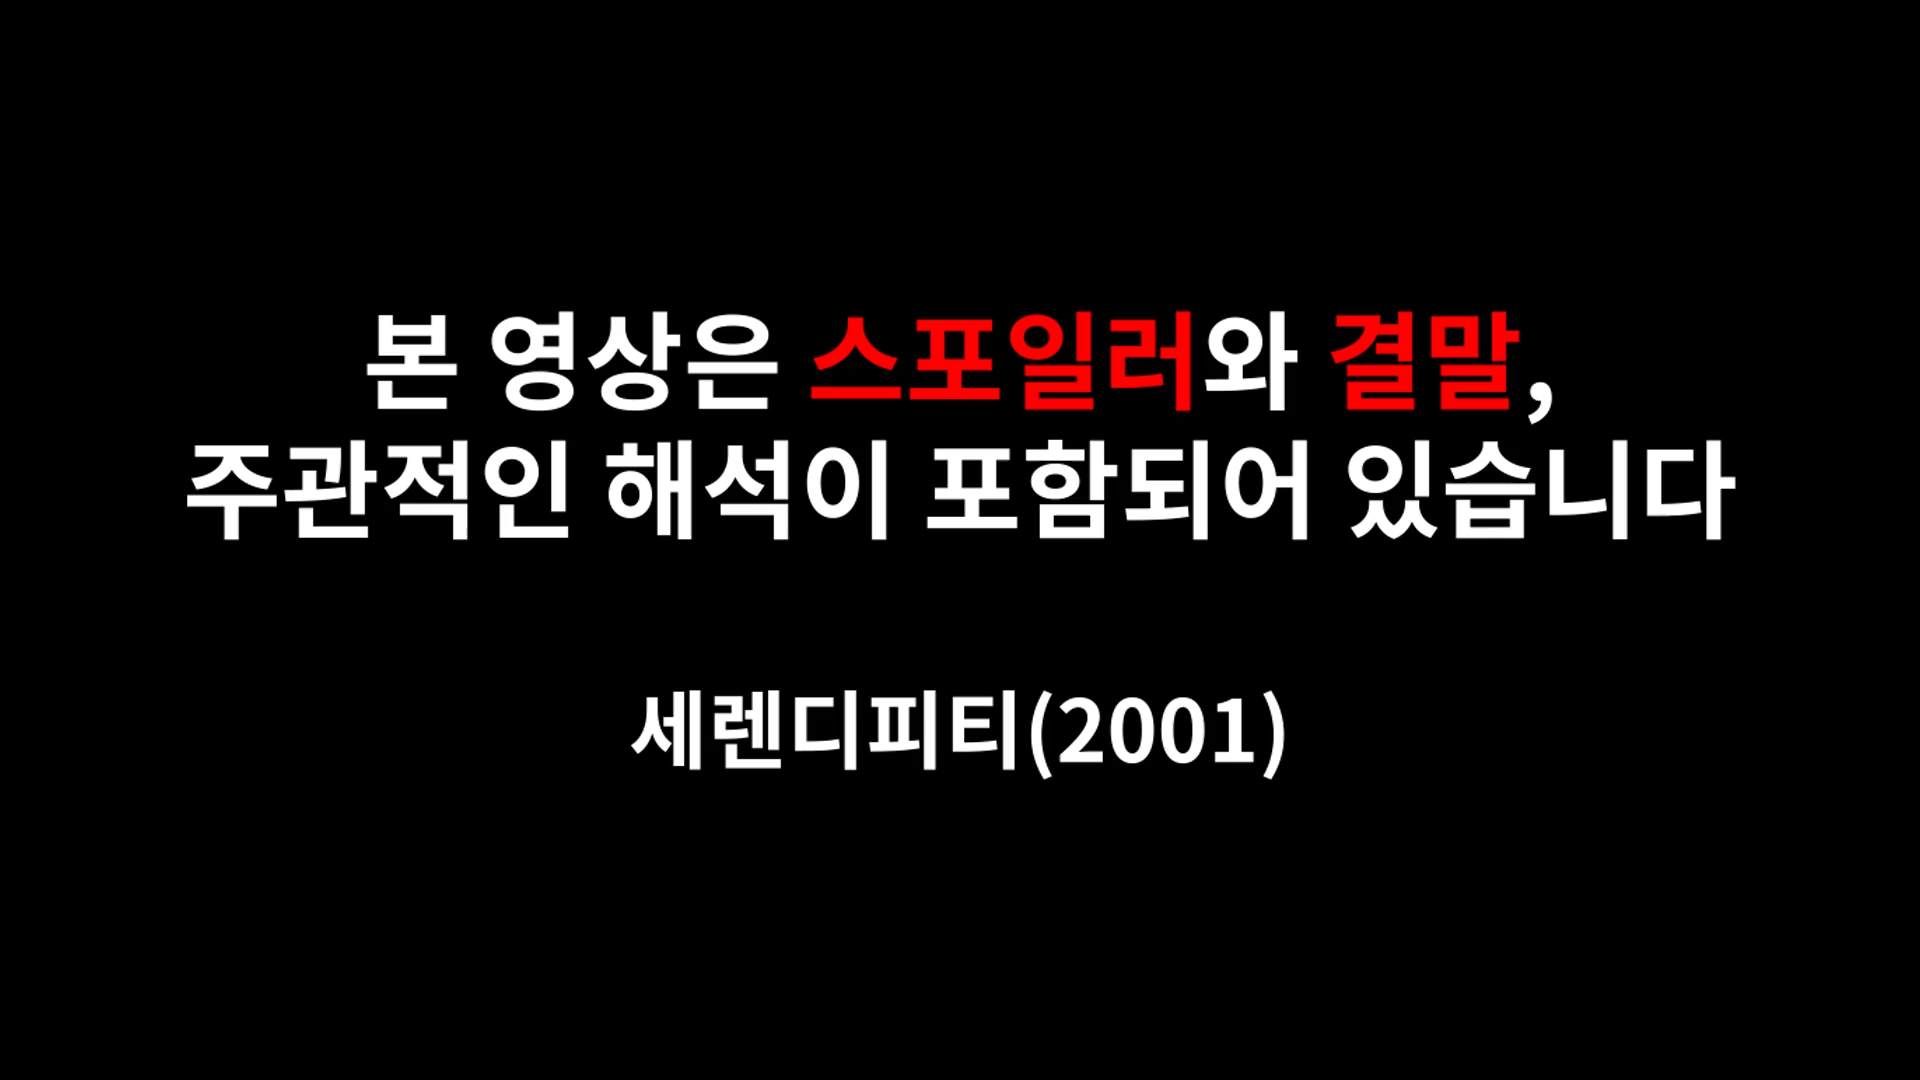 본 영상은 스포일러와 결말,
주관적인 해석이 포함되어 있습니다
세렌디피티(2001)